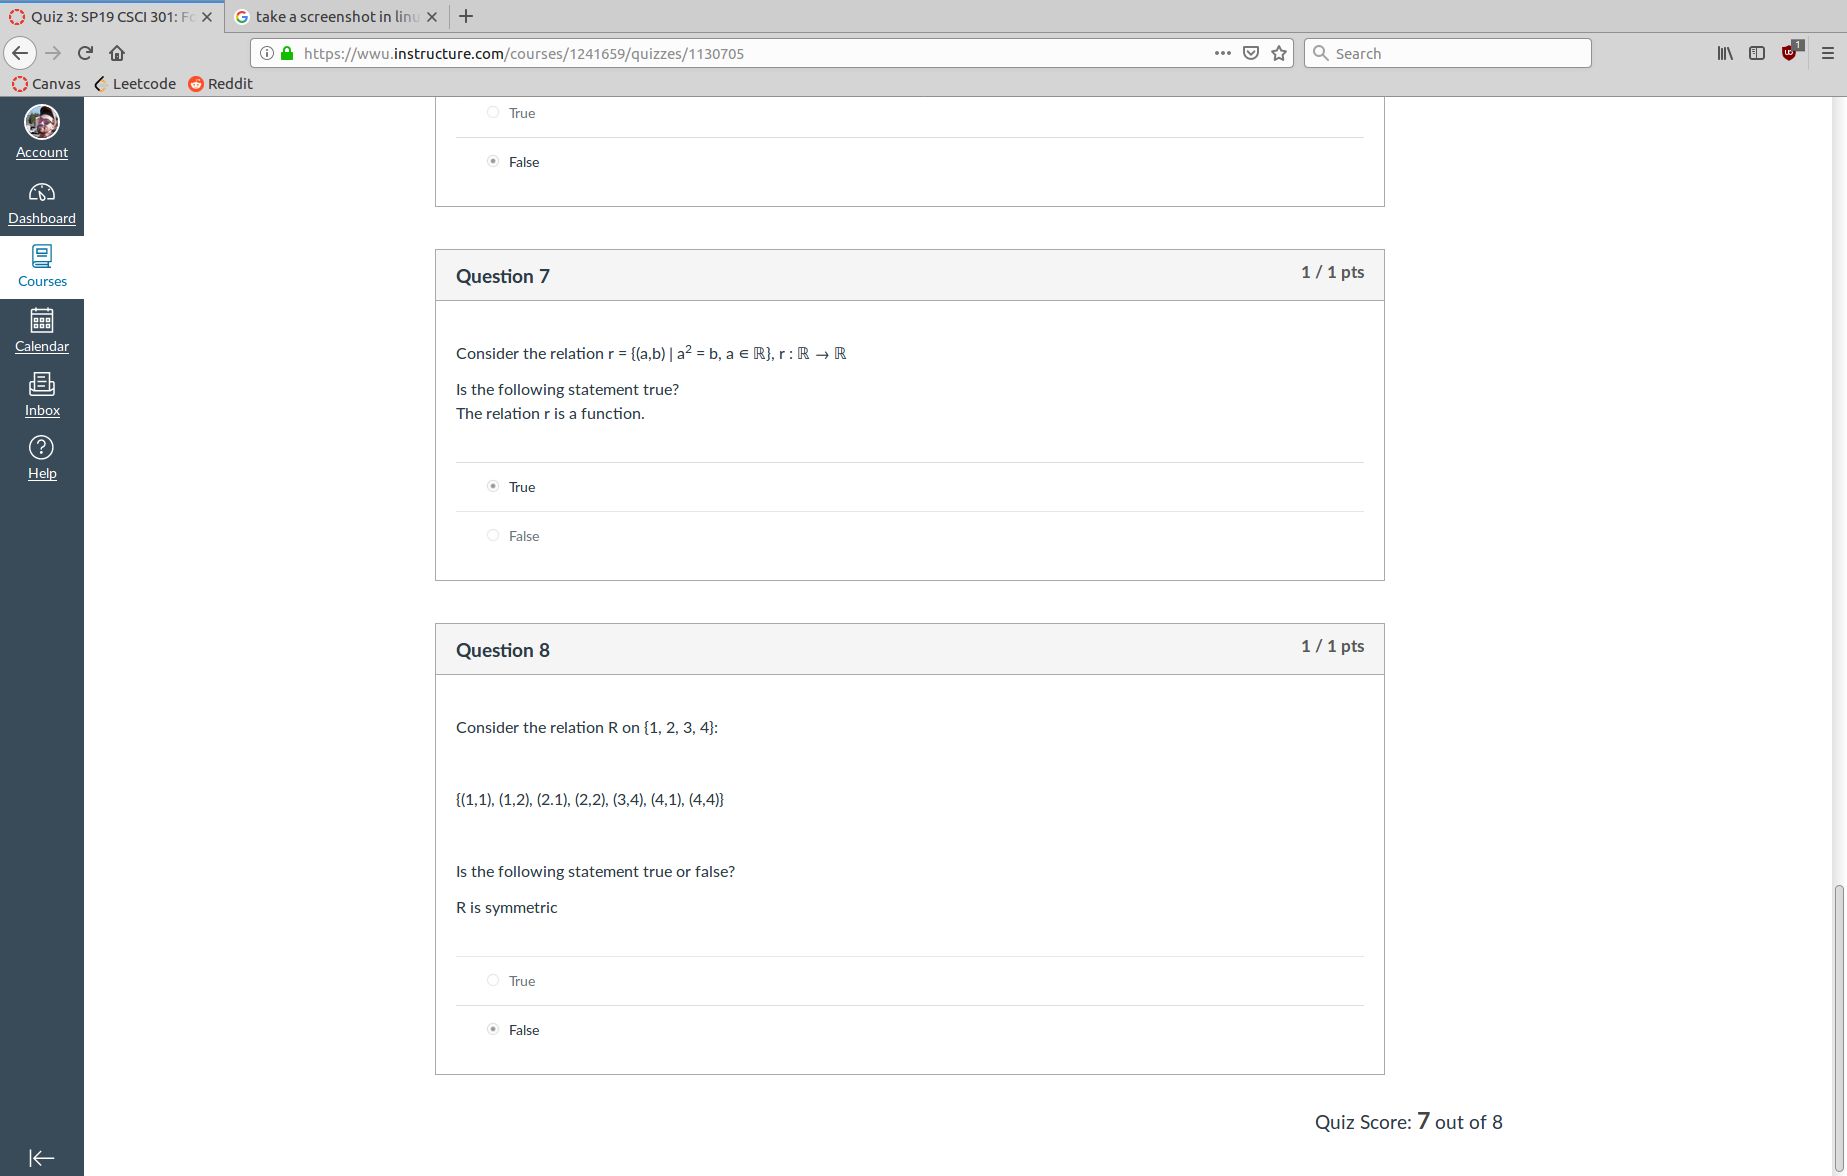 Quiz 3: SP19 CSCI 301: Fo
take a screenshot in linu
https://wwu.instructure.com/courses/1241659/quizzes/1130705
Search
1
Canvas
Leetcode
Reddit
Account
Dashboard
Courses
Calendar
Inbox
Help
True
False
Question 7
1 / 1 pts
Consider the relation r = {(a,b) | a² = b, a ∈ ℝ}, r : ℝ → ℝ
Is the following statement true?
The relation r is a function.
True
False
Question 8
1 / 1 pts
Consider the relation R on {1, 2, 3, 4}:
{(1,1), (1,2), (2.1), (2,2), (3,4), (4,1), (4,4)}
Is the following statement true or false?
R is symmetric
True
False
Quiz Score: 7 out of 8